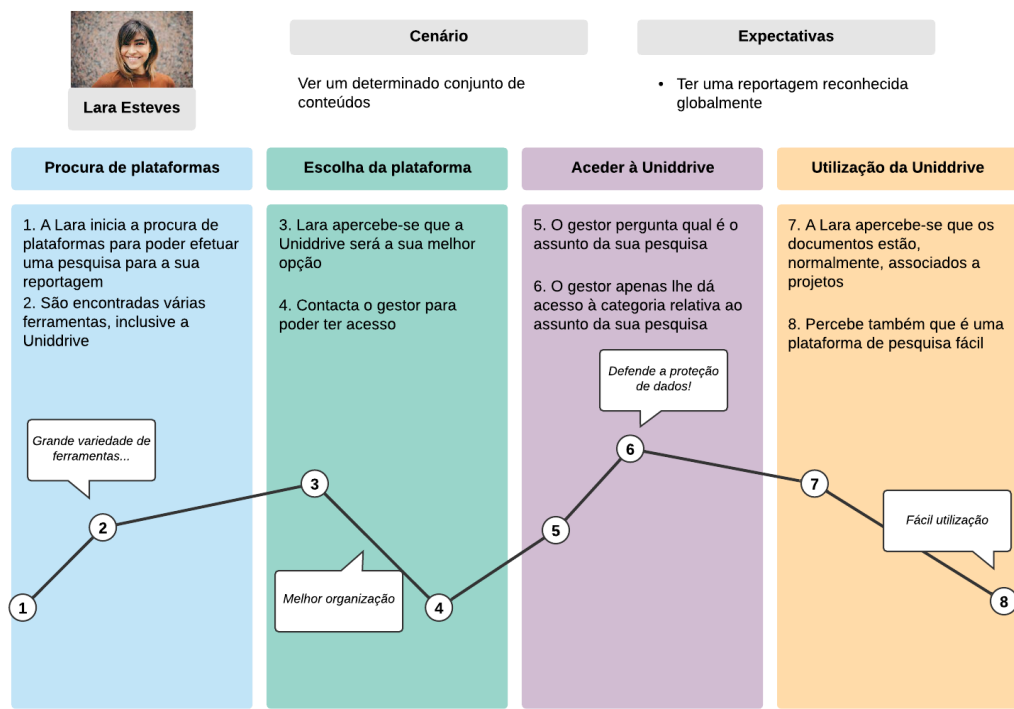 Lara Esteves
Cenário
Ver um determinado conjunto de
conteúdos
Expectativas
• Ter uma reportagem reconhecida
globalmente
Procura de plataformas
1. A Lara inicia a procura de
plataformas para poder efetuar
uma pesquisa para a sua
reportagem
2. São encontradas várias
ferramentas, inclusive a
Uniddrive
Grande variedade de
ferramentas...
1
2
Escolha da plataforma
3. Lara apercebe-se que a
Uniddrive será a sua melhor
opção
4. Contacta o gestor para
poder ter acesso
3
Melhor organização
4
Aceder à Uniddrive
5. O gestor pergunta qual é o
assunto da sua pesquisa
6. O gestor apenas lhe dá
acesso à categoria relativa ao
assunto da sua pesquisa
Defende a proteção
de dados!
5
6
Utilização da Uniddrive
7. A Lara apercebe-se que os
documentos estão,
normalmente, associados a
projetos
8. Percebe também que é uma
plataforma de pesquisa fácil
7
Fácil utilização
8